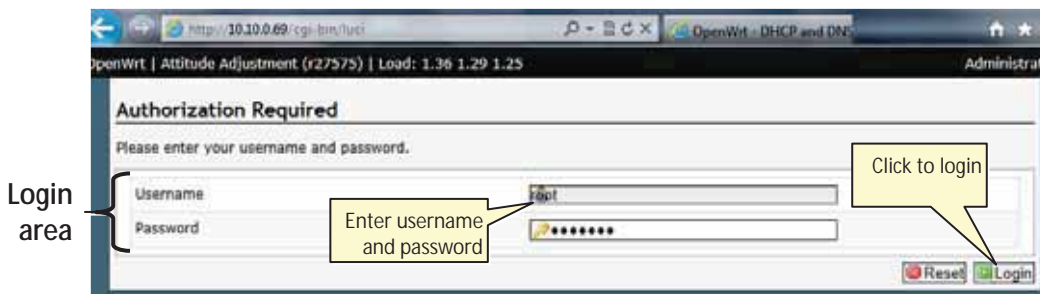 http://10.10.0.69/cgi-bin/luci
OpenWrt - DHCP and DNS
OpenWrt | Attitude Adjustment (r27575) | Load: 1.36 1.29 1.25
Administrat
Authorization Required
Please enter your username and password.
Click to login
Login area
Username
root
Enter username and password
Password
Reset
Login